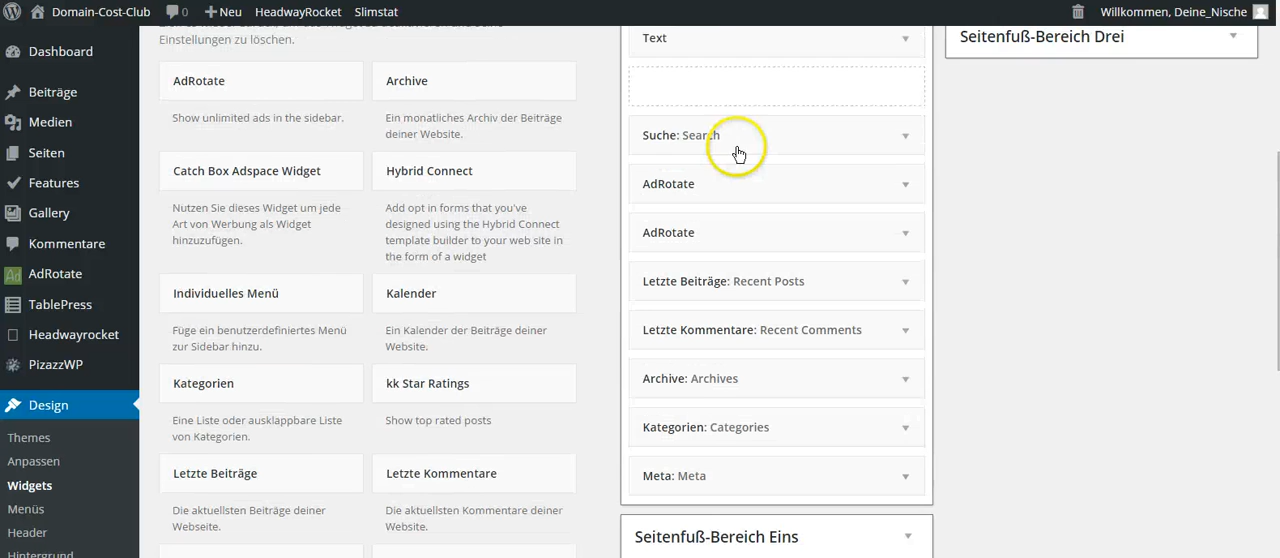 Domain-Cost-Club
0
+ Neu
HeadwayRocket
Slimstat
Willkommen, Deine_Nische
Dashboard
Beiträge
Medien
Seiten
Features
Gallery
Kommentare
AdRotate
TablePress
Headwayrocket
PizazzWP
Design
Themes
Anpassen
Widgets
Menüs
Header
Hintergrund
Einstellungen zu löschen.
AdRotate
Archive
Show unlimited ads in the sidebar.
Ein monatliches Archiv der Beiträge
deiner Website.
Catch Box Adspace Widget
Hybrid Connect
Nutzen Sie dieses Widget um jede
Art von Werbung als Widget
hinzuzufügen.
Add opt in forms that you've
designed using the Hybrid Connect
template builder to your web site in
the form of a widget
Individuelles Menü
Kalender
Füge ein benutzerdefiniertes Menü
zur Sidebar hinzu.
Ein Kalender der Beiträge deiner
Website.
Kategorien
kk Star Ratings
Eine Liste oder ausklappbare Liste
von Kategorien.
Show top rated posts
Letzte Beiträge
Letzte Kommentare
Die aktuellsten Beiträge deiner
Webseite.
Die aktuellsten Kommentare deiner
Website.
Text
Suche: Search
AdRotate
AdRotate
Letzte Beiträge: Recent Posts
Letzte Kommentare: Recent Comments
Archive: Archives
Kategorien: Categories
Meta: Meta
Seitenfuß-Bereich Eins
Seitenfuß-Bereich Drei